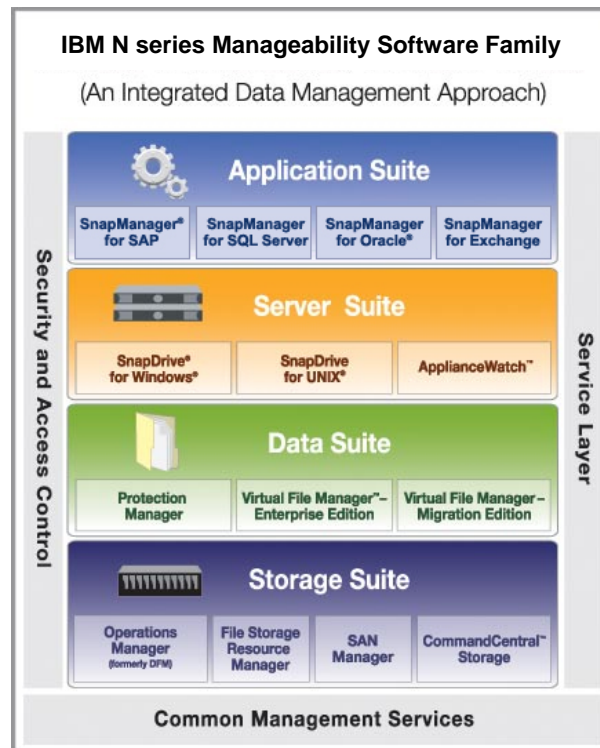 IBM N series Manageability Software Family
(An Integrated Data Management Approach)
Security and Access Control
Application Suite
SnapManager®
for SAP
SnapManager
for SQL Server
SnapManager
for Oracle®
SnapManager
for Exchange
Server Suite
SnapDrive®
for Windows®
SnapDrive
for UNIX®
ApplianceWatch™
Data Suite
Protection
Manager
Virtual File Manager™–
Enterprise Edition
Virtual File Manager–
Migration Edition
Storage Suite
Operations
Manager
(formerly DFM)
File Storage
Resource
Manager
SAN
Manager
CommandCentral™
Storage
Service Layer
Common Management Services